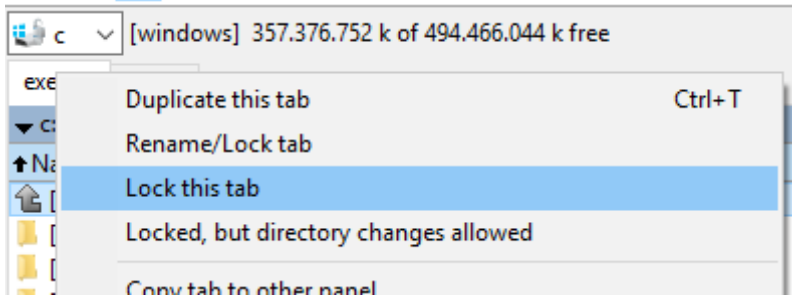 c [windows] 357.376.752 k of 494.466.044 k free
exe
Duplicate this tab Ctrl+T
c:
Rename/Lock tab
Na
Lock this tab
[
Locked, but directory changes allowed
[
[
Copy tab to other panel